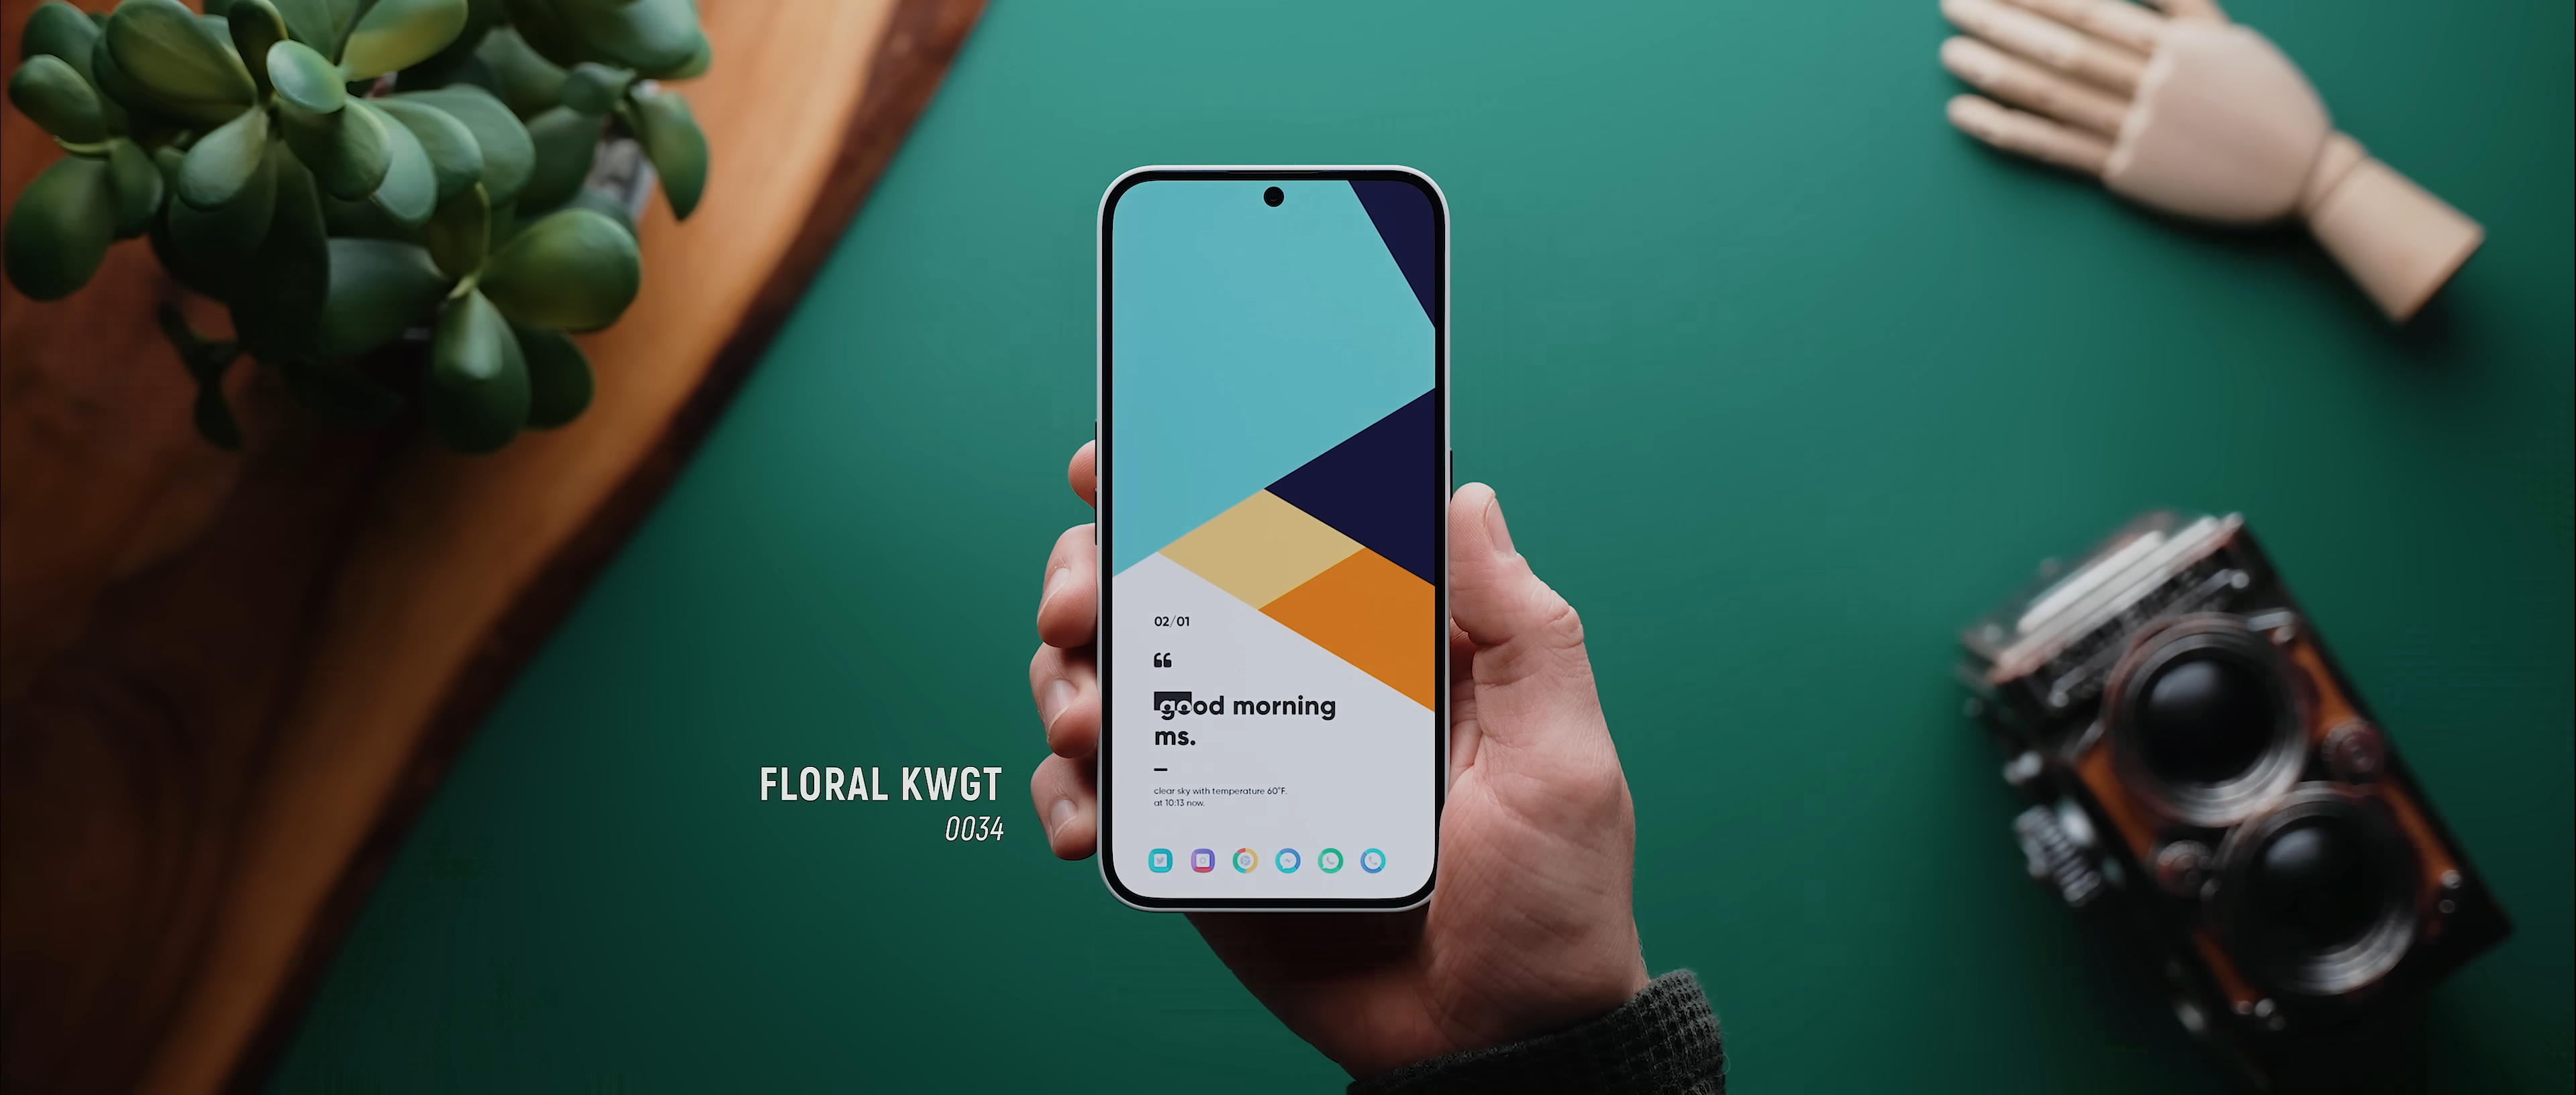 02/01
“
good morning
ms.
–
clear sky with temperature 60°F.
at 10:13 now.
FLORAL KWGT
0034